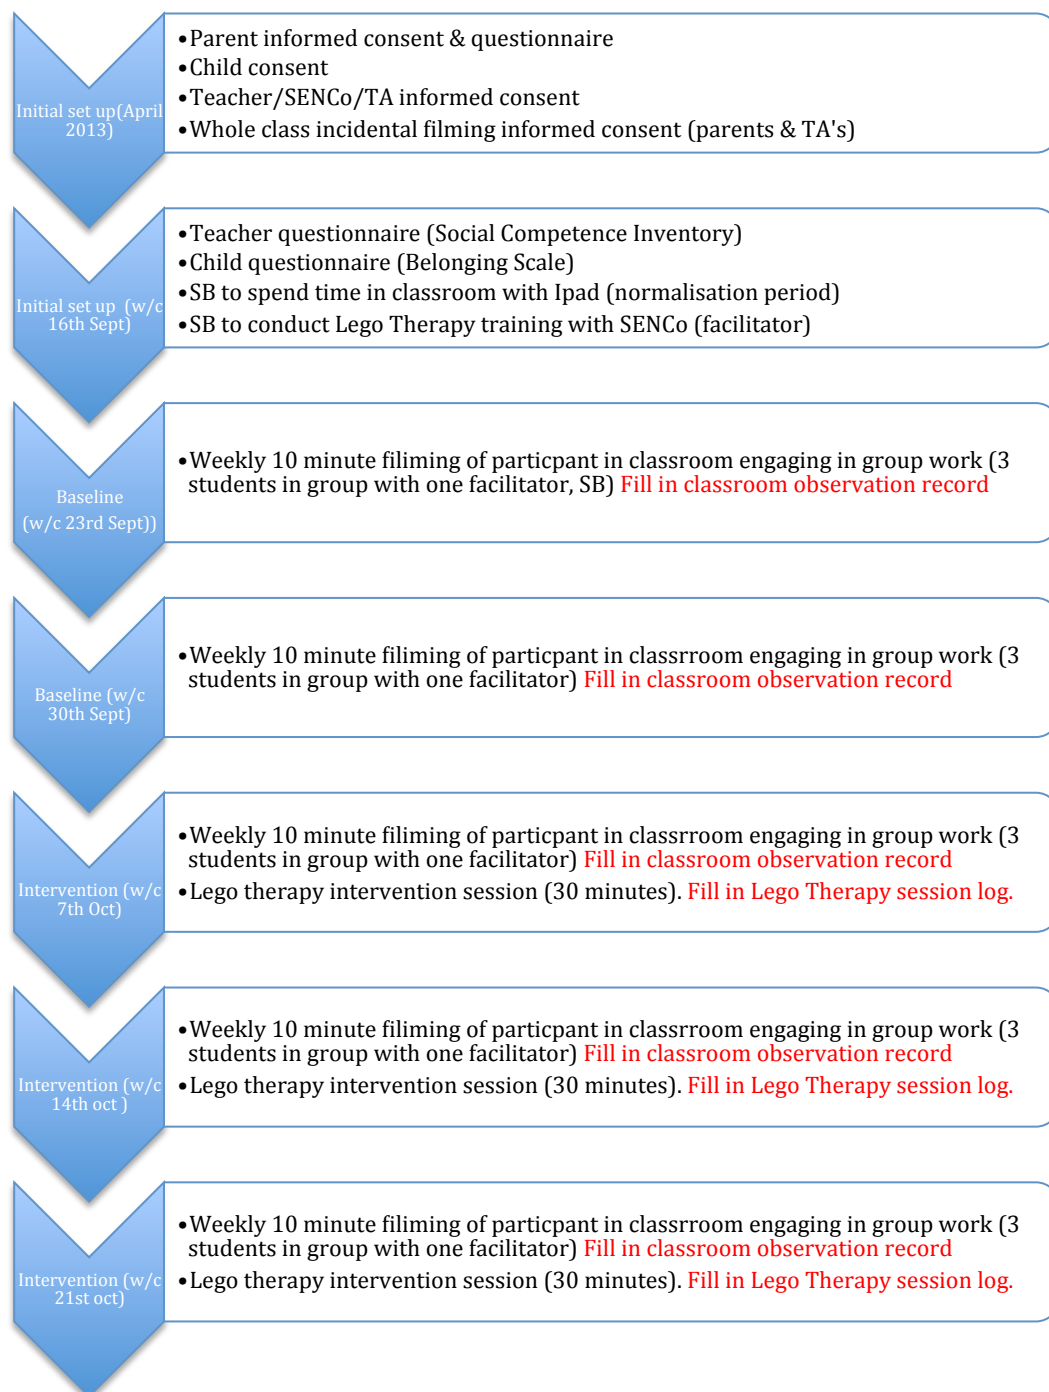 Initial set up(April
2013)
•Parent informed consent & questionnaire
•Child consent
•Teacher/SENCo/TA informed consent
•Whole class incidental filming informed consent (parents & TA's)
Initial set up (w/c
16th Sept)
•Teacher questionnaire (Social Competence Inventory)
•Child questionnaire (Belonging Scale)
•SB to spend time in classroom with Ipad (normalisation period)
•SB to conduct Lego Therapy training with SENCo (facilitator)
Baseline
(w/c 23rd Sept))
•Weekly 10 minute filiming of particpant in classroom engaging in group work (3
students in group with one facilitator, SB) Fill in classroom observation record
Baseline (w/c
30th Sept)
•Weekly 10 minute filiming of particpant in classrroom engaging in group work (3
students in group with one facilitator) Fill in classroom observation record
Intervention (w/c
7th Oct)
•Weekly 10 minute filiming of particpant in classrroom engaging in group work (3
students in group with one facilitator) Fill in classroom observation record
•Lego therapy intervention session (30 minutes). Fill in Lego Therapy session log.
Intervention (w/c
14th oct )
•Weekly 10 minute filiming of particpant in classrroom engaging in group work (3
students in group with one facilitator) Fill in classroom observation record
•Lego therapy intervention session (30 minutes). Fill in Lego Therapy session log.
Intervention (w/c
21st oct)
•Weekly 10 minute filiming of particpant in classrroom engaging in group work (3
students in group with one facilitator) Fill in classroom observation record
•Lego therapy intervention session (30 minutes). Fill in Lego Therapy session log.